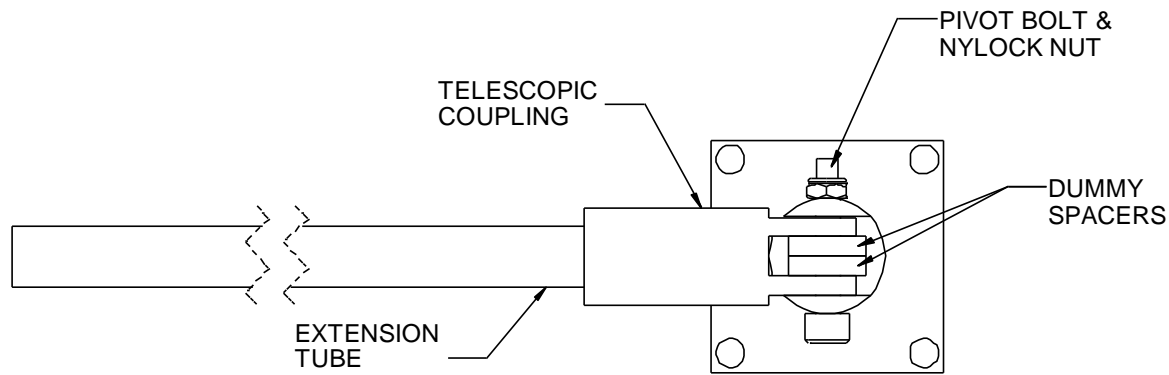 PIVOT BOLT &
NYLOCK NUT
TELESCOPIC
COUPLING
DUMMY
SPACERS
EXTENSION
TUBE